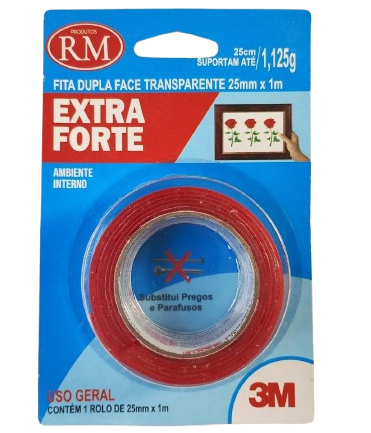 PRODUTOS
RM
25cm
SUPORTAM ATÉ/1,125g
FITA DUPLA FACE TRANSPARENTE 25mm x 1m
EXTRA
FORTE
AMBIENTE
INTERNO
Substitui Pregos
e Parafusos
USO GERAL
CONTÉM 1 ROLO DE 25mm x 1m
3M